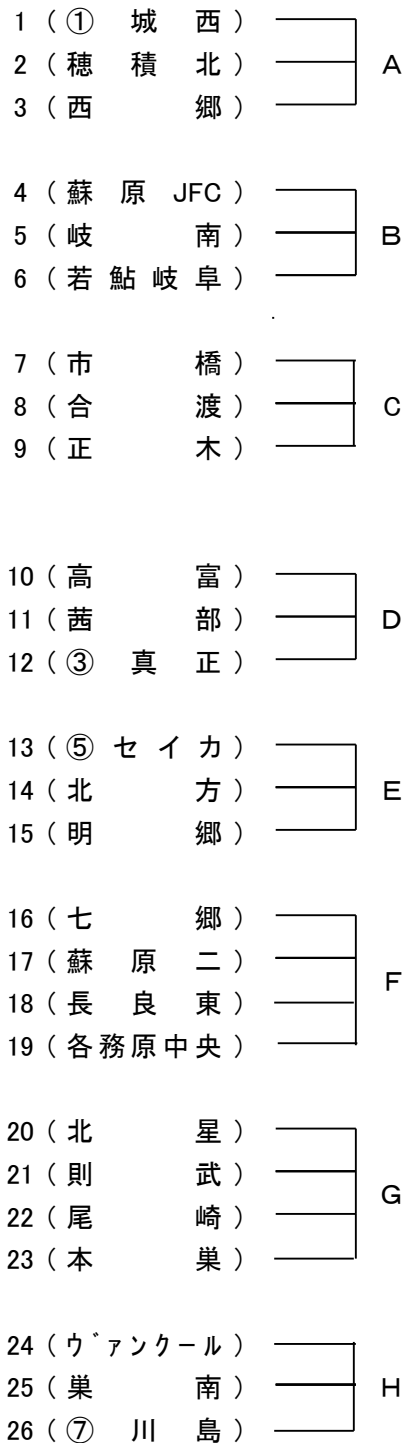 1 ( ① 城 西 )
2 ( 穂 積 北 ) A
3 ( 西 郷 )
4 ( 蘇 原 JFC )
5 ( 岐 南 ) B
6 ( 若 鮎 岐 阜 )
7 ( 市 橋 )
8 ( 合 渡 ) C
9 ( 正 木 )
10 ( 高 富 )
11 ( 茜 部 ) D
12 ( ③ 真 正 )
13 ( ⑤ セ イ カ )
14 ( 北 方 ) E
15 ( 明 郷 )
16 ( 七 郷 )
17 ( 蘇 原 二 )
F
18 ( 長 良 東 )
19 ( 各務原中央 )
20 ( 北 星 )
21 ( 則 武 )
G
22 ( 尾 崎 )
23 ( 本 巣 )
24 ( ヴァンクール )
25 ( 巣 南 ) H
26 ( ⑦ 川 島 )